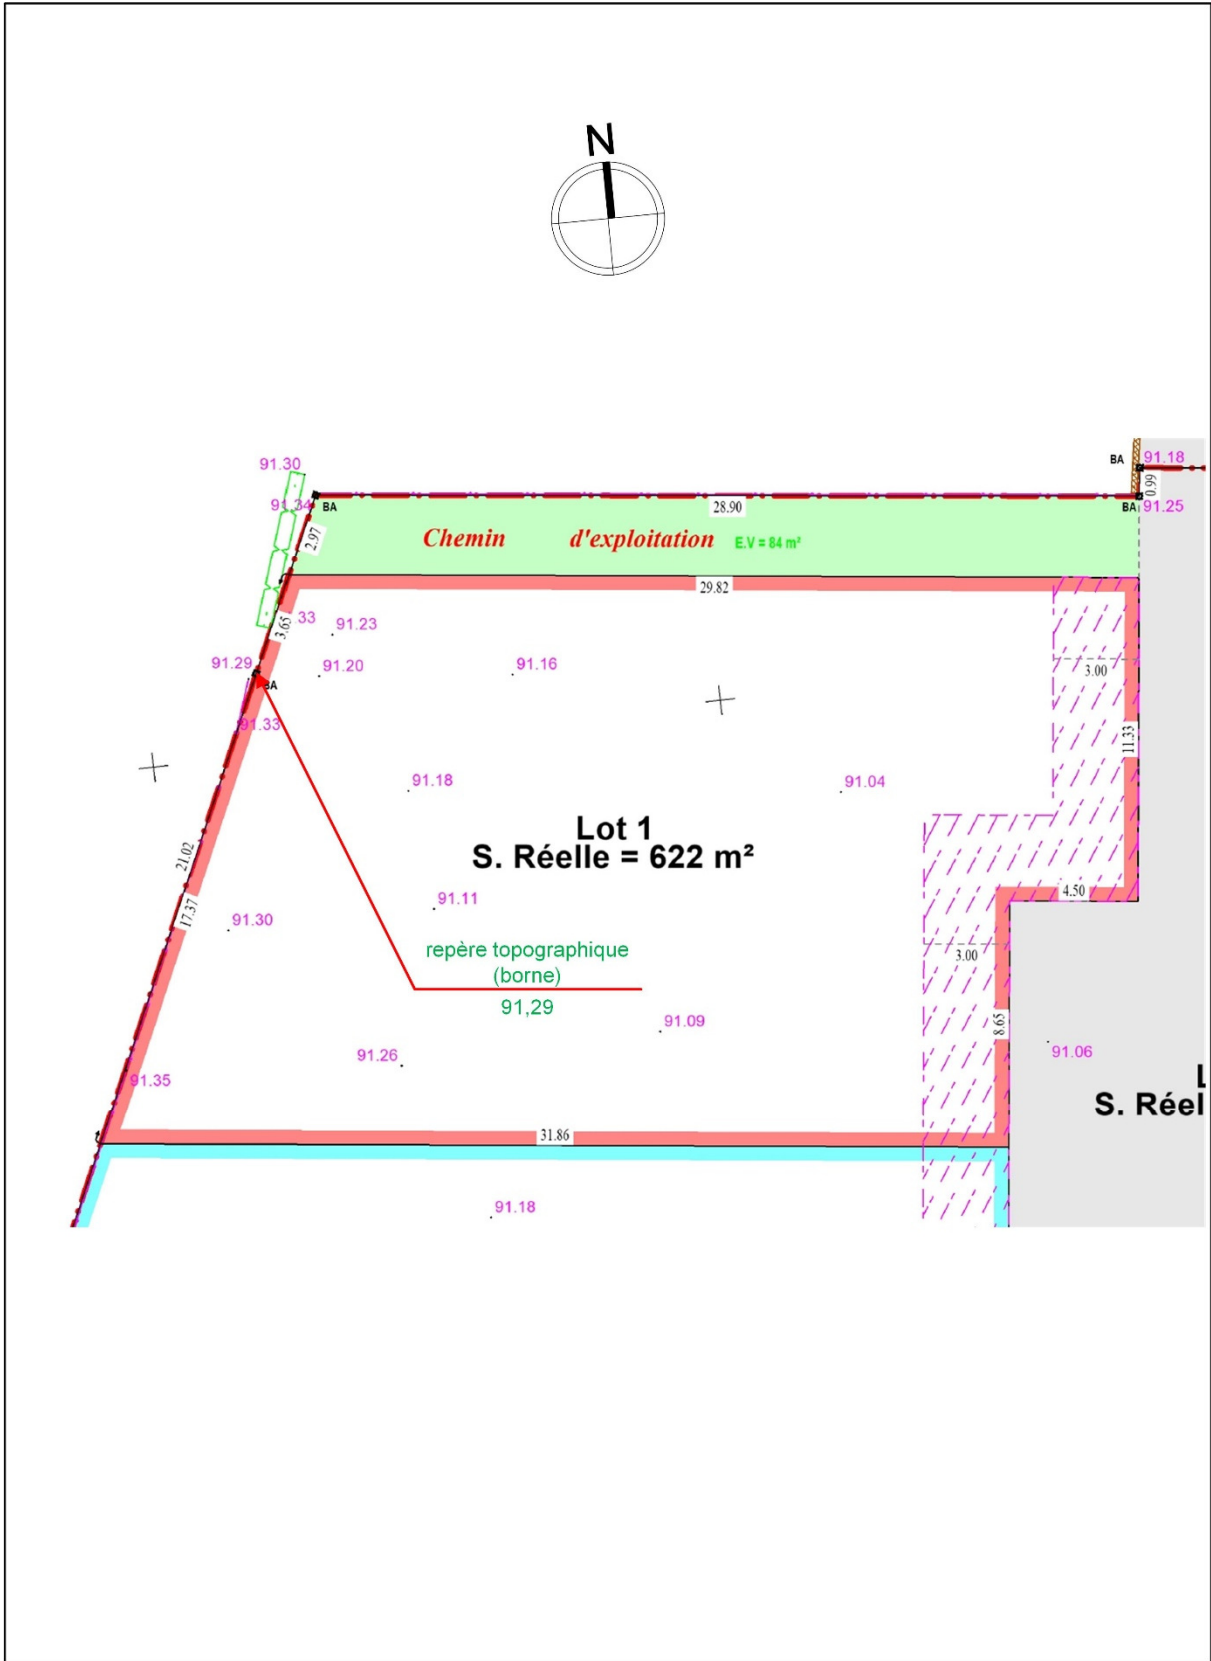 N
91.30
BA
91.18
91.34
BA
28.90
0.99
BA
91.25
2.97
Chemin d'exploitation E.V = 84 m²
29.82
33
3.65
91.23
91.29
91.20
91.16
3.00
BA
91.33
11.33
91.18
91.04
Lot 1
S. Réelle = 622 m²
21.02
4.50
17.37
91.30
91.11
repère topographique
(borne)
3.00
91,29
91.09
8.65
91.26
91.06
91.35
L
S. Réel
31.86
91.18